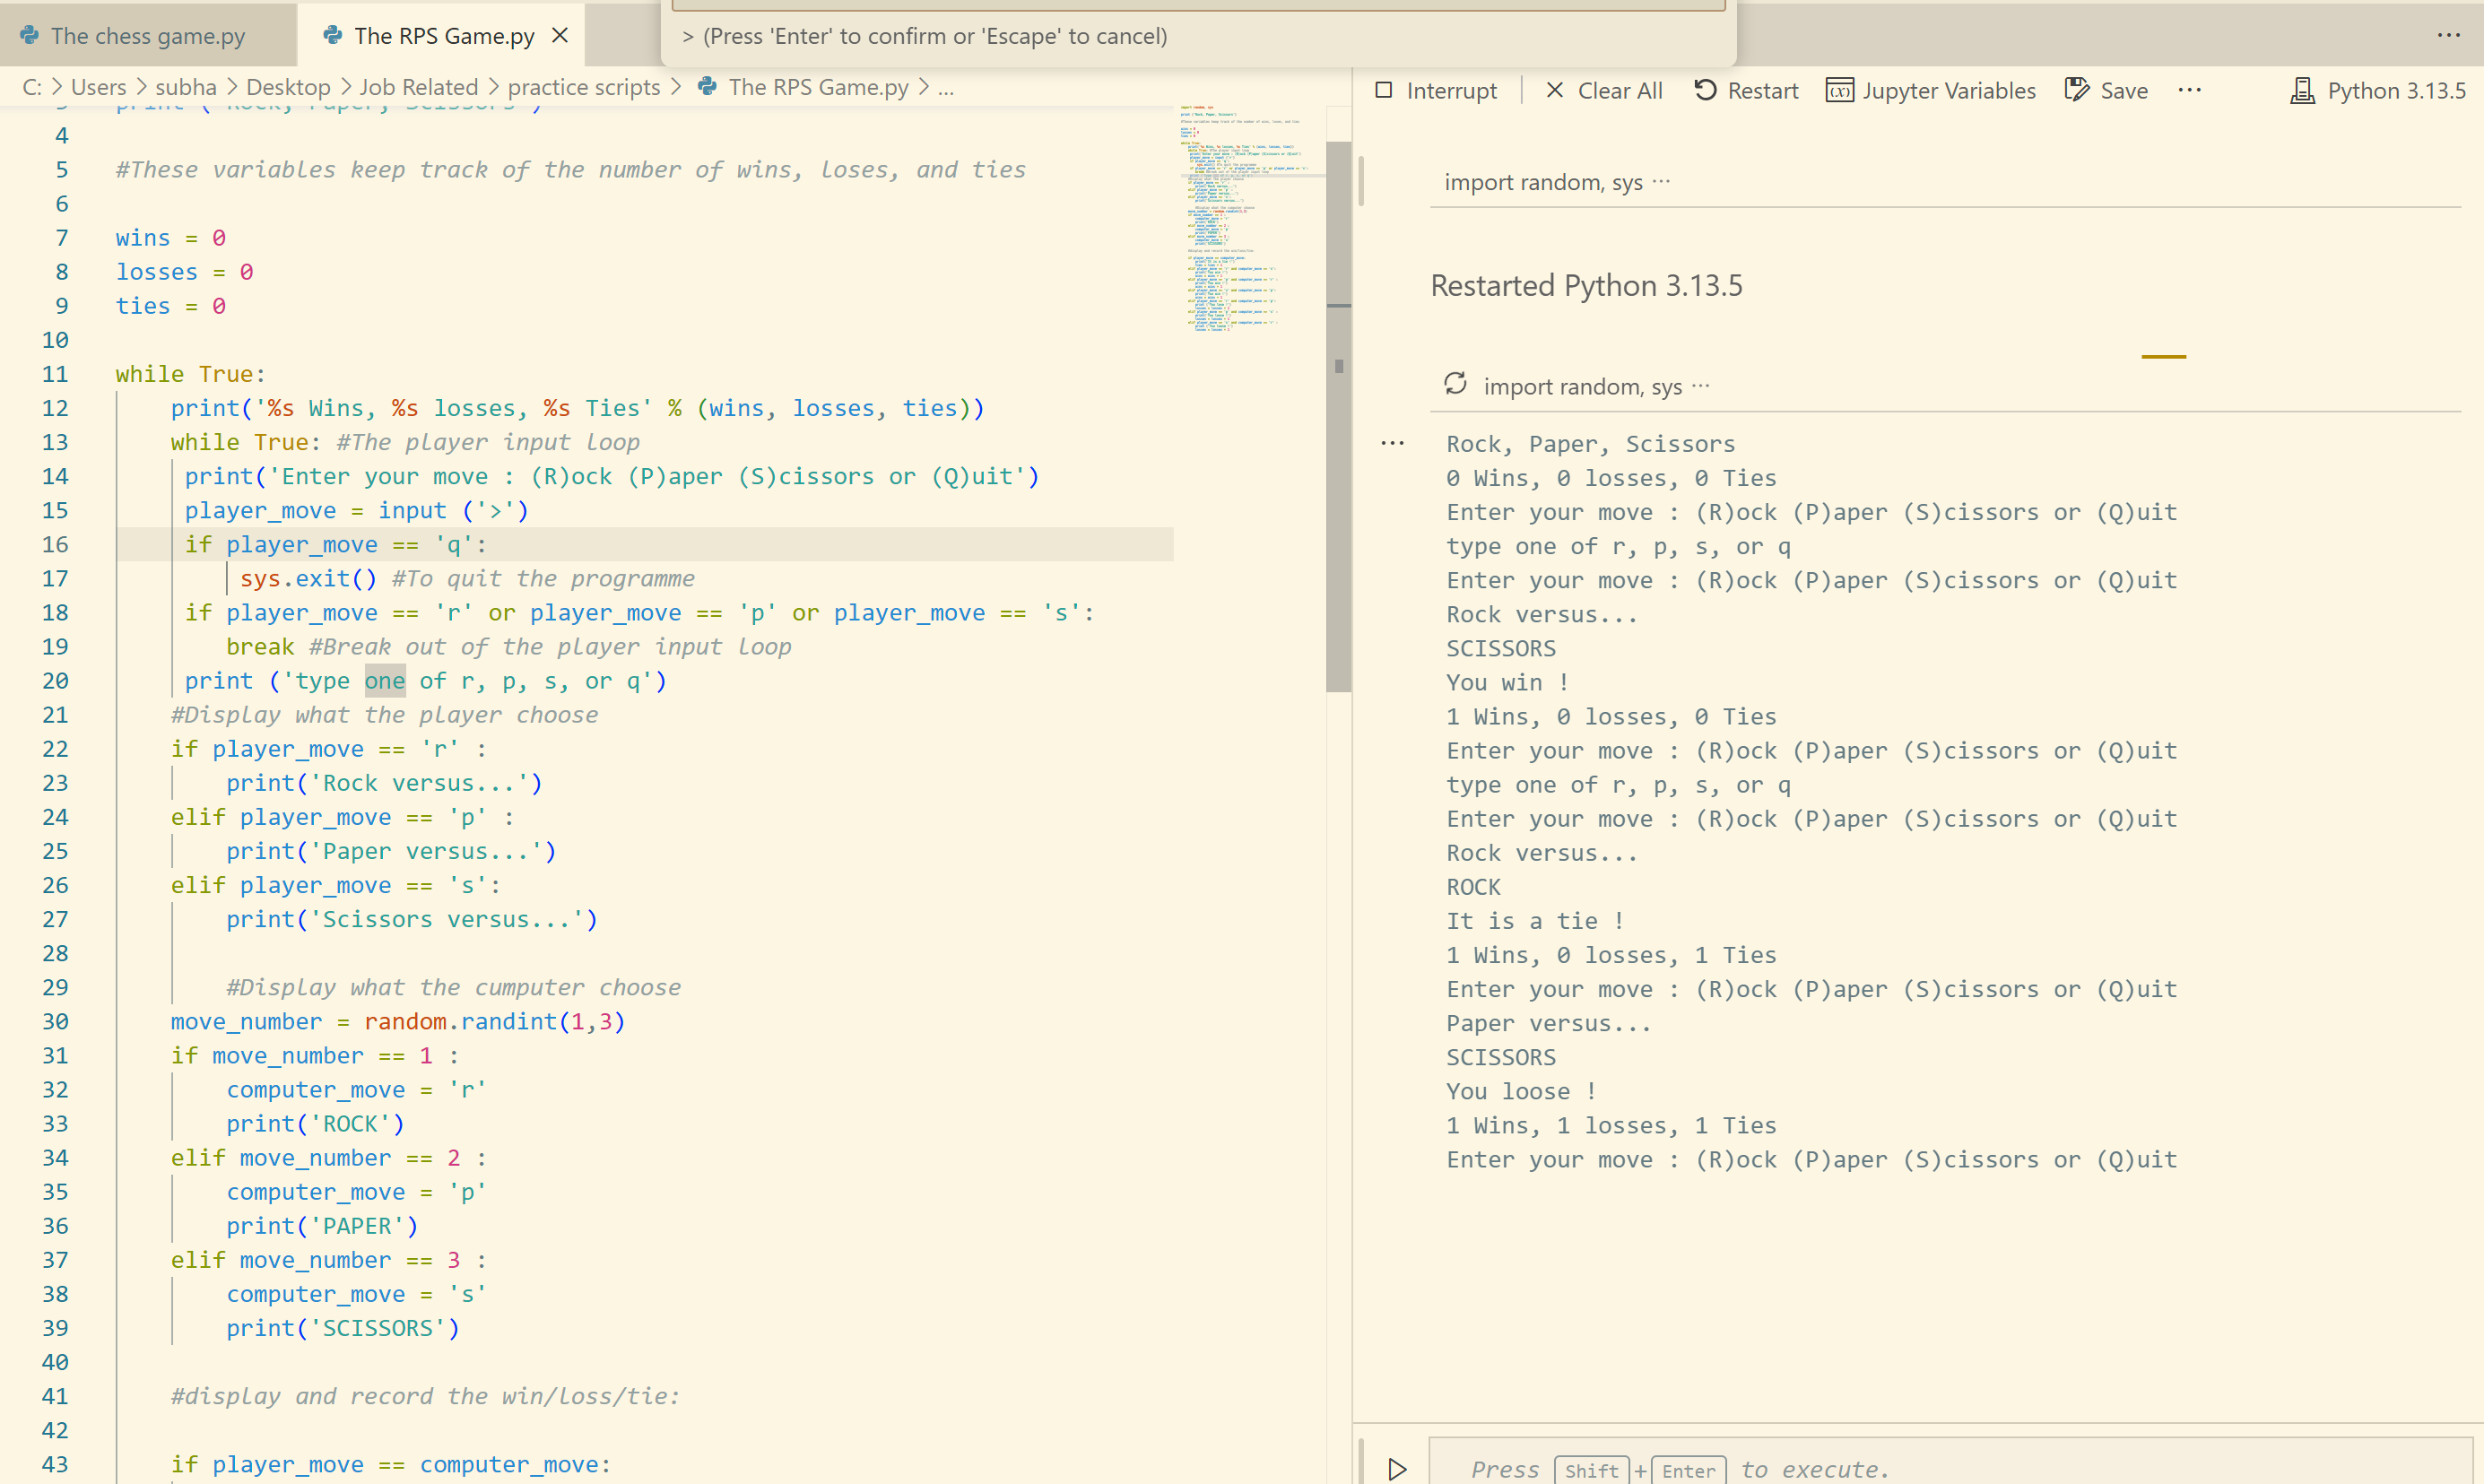 The chess game.py
The RPS Game.py
> (Press 'Enter' to confirm or 'Escape' to cancel)
C: > Users > subha > Desktop > Job Related > practice scripts > The RPS Game.py > ...
4
5 #These variables keep track of the number of wins, loses, and ties
6
7 wins = 0
8 losses = 0
9 ties = 0
10
11 while True:
12 print('%s Wins, %s losses, %s Ties' % (wins, losses, ties))
13 while True: #The player input loop
14 print('Enter your move : (R)ock (P)aper (S)cissors or (Q)uit')
15 player_move = input ('>')
16 if player_move == 'q':
17 sys.exit() #To quit the programme
18 if player_move == 'r' or player_move == 'p' or player_move == 's':
19 break #Break out of the player input loop
20 print ('type one of r, p, s, or q')
21 #Display what the player choose
22 if player_move == 'r' :
23 print('Rock versus...')
24 elif player_move == 'p' :
25 print('Paper versus...')
26 elif player_move == 's':
27 print('Scissors versus...')
28
29 #Display what the cumputer choose
30 move_number = random.randint(1,3)
31 if move_number == 1 :
32 computer_move = 'r'
33 print('ROCK')
34 elif move_number == 2 :
35 computer_move = 'p'
36 print('PAPER')
37 elif move_number == 3 :
38 computer_move = 's'
39 print('SCISSORS')
40
41 #display and record the win/loss/tie:
42
43 if player_move == computer_move:
Interrupt | Clear All Restart Jupyter Variables Save ... Python 3.13.5
import random, sys ...
Restarted Python 3.13.5
import random, sys ...
Rock, Paper, Scissors
0 Wins, 0 losses, 0 Ties
Enter your move : (R)ock (P)aper (S)cissors or (Q)uit
type one of r, p, s, or q
Enter your move : (R)ock (P)aper (S)cissors or (Q)uit
Rock versus...
SCISSORS
You win !
1 Wins, 0 losses, 0 Ties
Enter your move : (R)ock (P)aper (S)cissors or (Q)uit
type one of r, p, s, or q
Enter your move : (R)ock (P)aper (S)cissors or (Q)uit
Rock versus...
ROCK
It is a tie !
1 Wins, 0 losses, 1 Ties
Enter your move : (R)ock (P)aper (S)cissors or (Q)uit
Paper versus...
SCISSORS
You loose !
1 Wins, 1 losses, 1 Ties
Enter your move : (R)ock (P)aper (S)cissors or (Q)uit
Press Shift + Enter to execute.